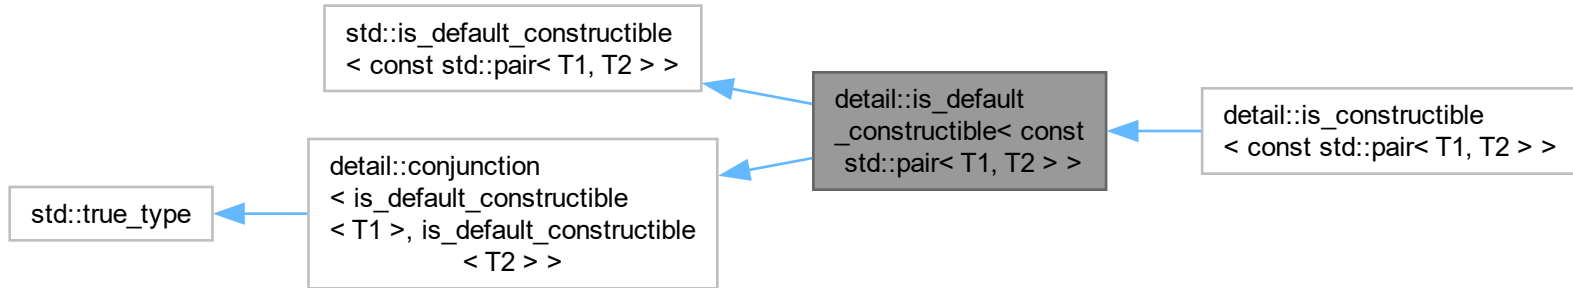 std::is_default_constructible
< const std::pair< T1, T2 > >
detail::is_default
_constructible< const
std::pair< T1, T2 > >
detail::is_constructible
< const std::pair< T1, T2 > >
detail::conjunction
< is_default_constructible
< T1 >, is_default_constructible
< T2 > >
std::true_type